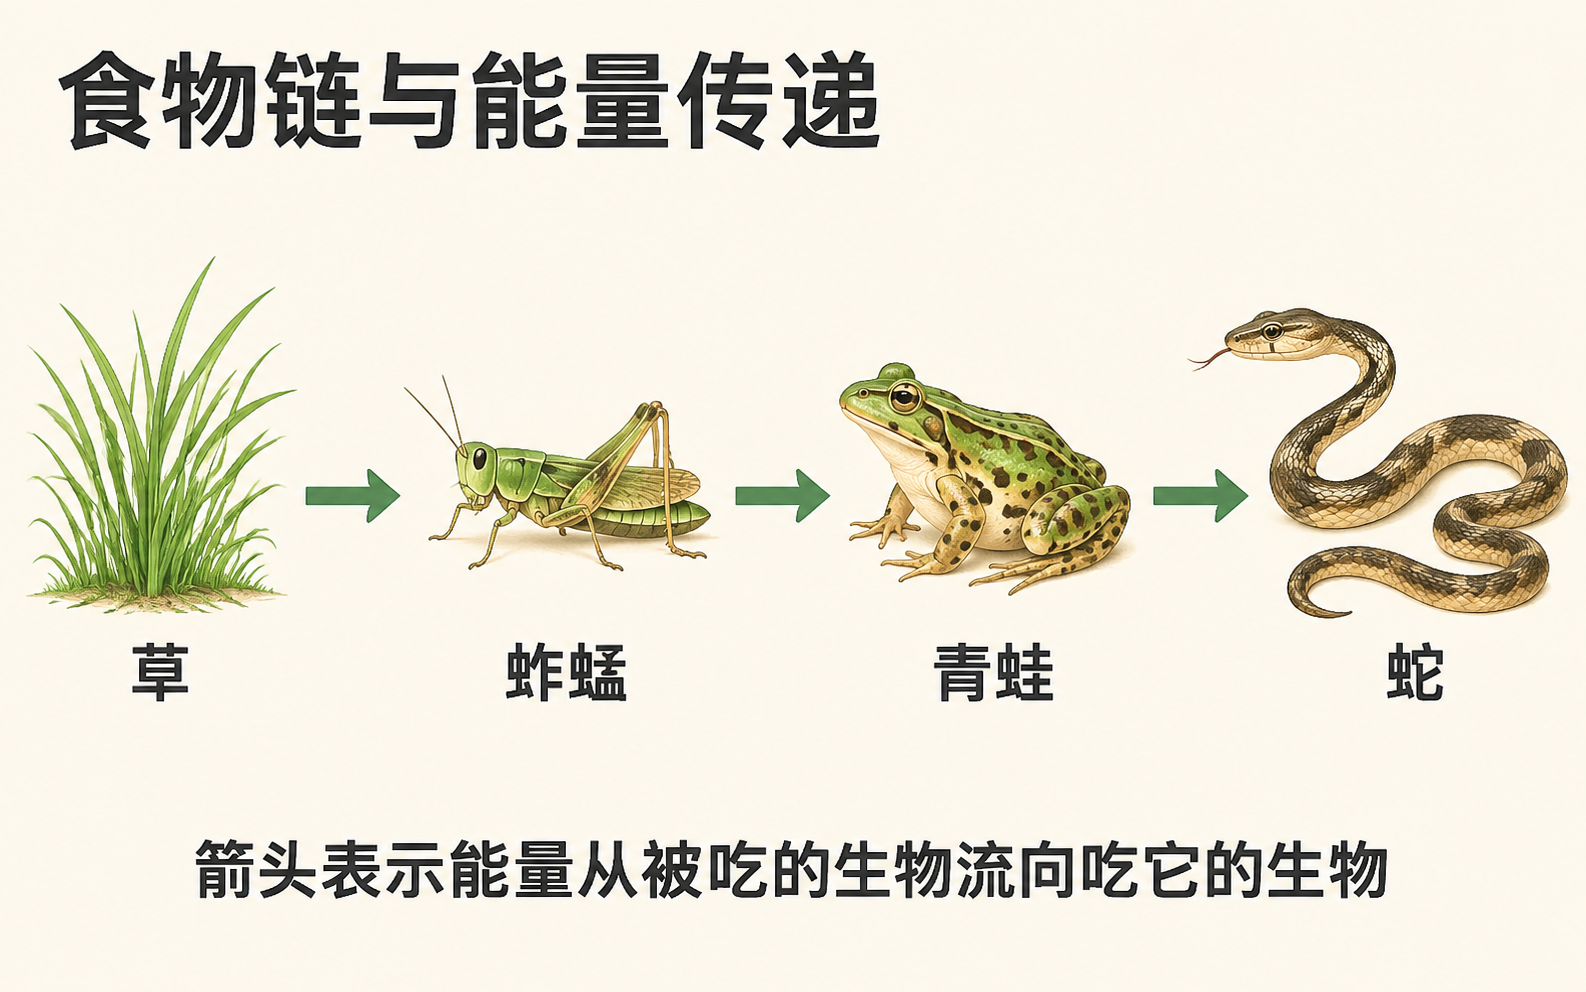 食物链与能量传递
草
蚱蜢
青蛙
蛇
箭头表示能量从被吃的生物流向吃它的生物